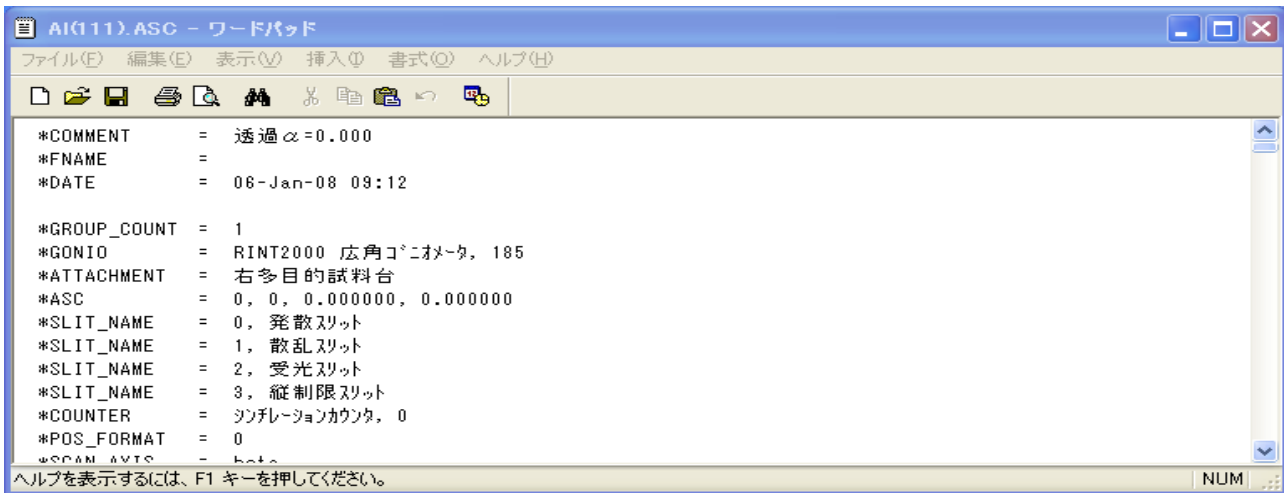 Al(111).ASC - ワードパッド
ファイル(F) 編集(E) 表示(V) 挿入(I) 書式(O) ヘルプ(H)
*COMMENT = 透過α=0.000
*FNAME =
*DATE = 06-Jan-08 09:12
*GROUP_COUNT = 1
*GONIO = RINT2000 広角ｺﾞﾆｵﾒｰﾀ, 185
*ATTACHMENT = 右多目的試料台
*ASC = 0, 0, 0.000000, 0.000000
*SLIT_NAME = 0, 発散ｽﾘｯﾄ
*SLIT_NAME = 1, 散乱ｽﾘｯﾄ
*SLIT_NAME = 2, 受光ｽﾘｯﾄ
*SLIT_NAME = 3, 縦制限ｽﾘｯﾄ
*COUNTER = ｼﾝﾁﾚｰｼｮﾝｶｳﾝﾀ, 0
*POS_FORMAT = 0
*SCAN_AXIS = beta
ヘルプを表示するには、F1 キーを押してください。 NUM